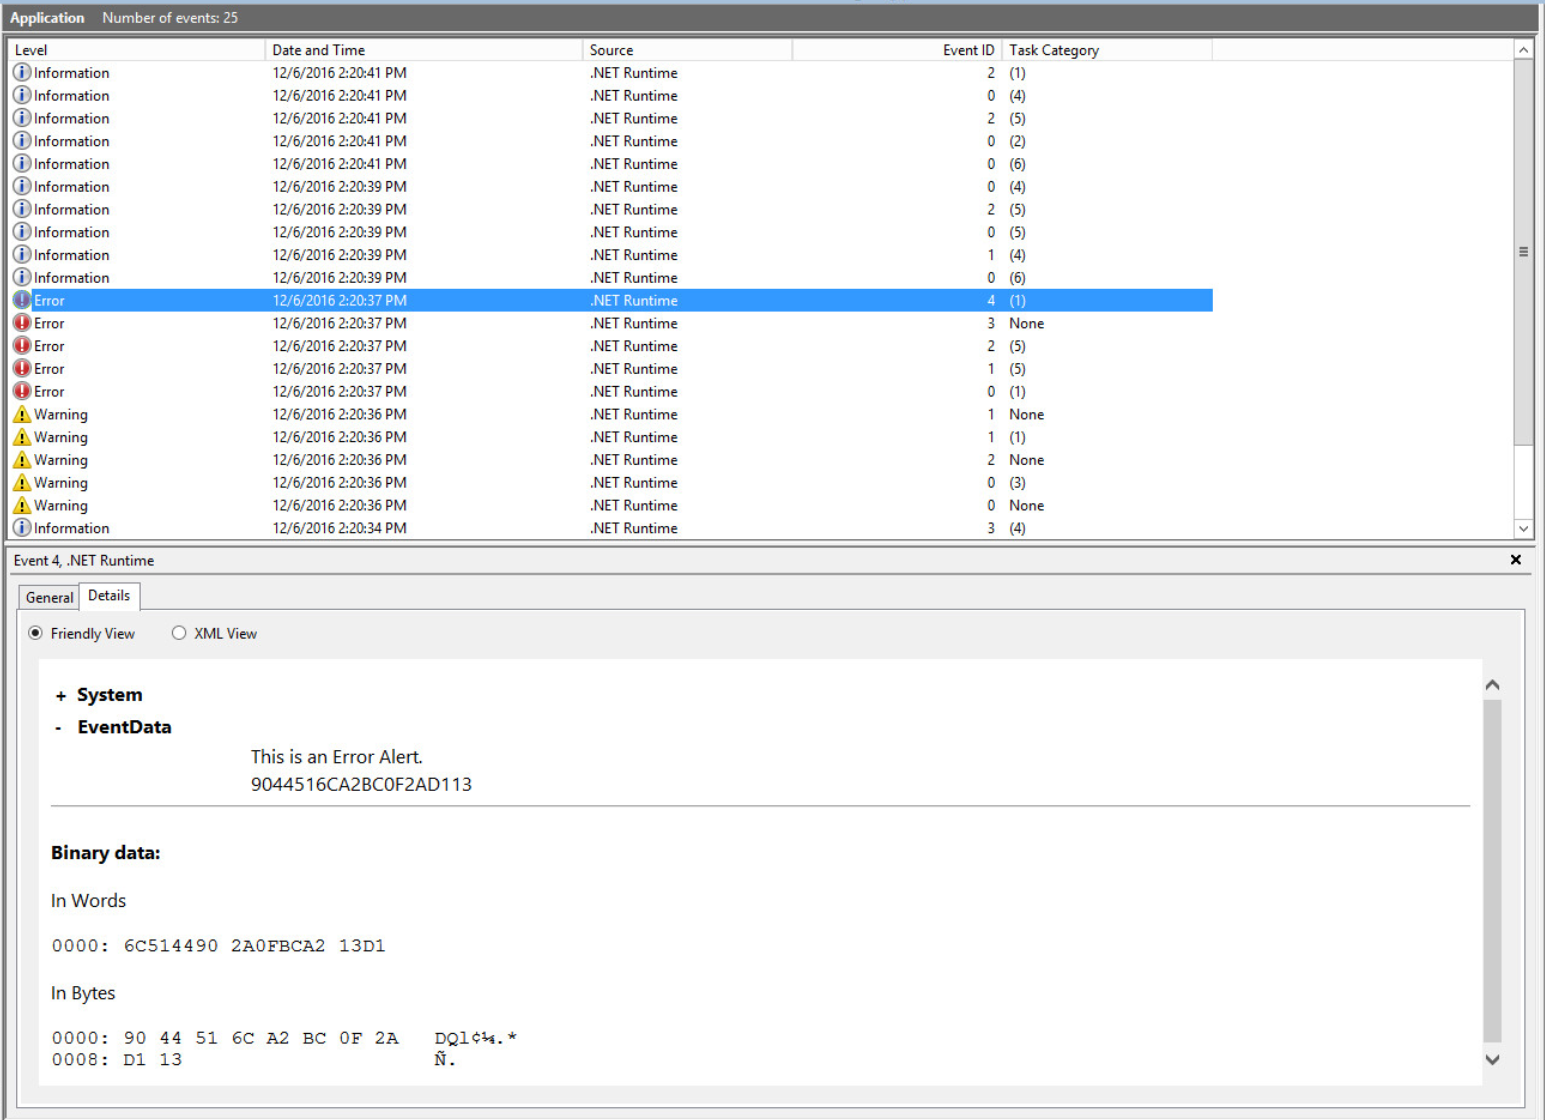 Application Number of events: 25
Level Date and Time Source Event ID Task Category
Information 12/6/2016 2:20:41 PM .NET Runtime 2 (1)
Information 12/6/2016 2:20:41 PM .NET Runtime 0 (4)
Information 12/6/2016 2:20:41 PM .NET Runtime 2 (5)
Information 12/6/2016 2:20:41 PM .NET Runtime 0 (2)
Information 12/6/2016 2:20:41 PM .NET Runtime 0 (6)
Information 12/6/2016 2:20:39 PM .NET Runtime 0 (4)
Information 12/6/2016 2:20:39 PM .NET Runtime 2 (5)
Information 12/6/2016 2:20:39 PM .NET Runtime 0 (5)
Information 12/6/2016 2:20:39 PM .NET Runtime 1 (4)
Information 12/6/2016 2:20:39 PM .NET Runtime 0 (6)
Error 12/6/2016 2:20:37 PM .NET Runtime 4 (1)
Error 12/6/2016 2:20:37 PM .NET Runtime 3 None
Error 12/6/2016 2:20:37 PM .NET Runtime 2 (5)
Error 12/6/2016 2:20:37 PM .NET Runtime 1 (5)
Error 12/6/2016 2:20:37 PM .NET Runtime 0 (1)
Warning 12/6/2016 2:20:36 PM .NET Runtime 1 None
Warning 12/6/2016 2:20:36 PM .NET Runtime 1 (1)
Warning 12/6/2016 2:20:36 PM .NET Runtime 2 None
Warning 12/6/2016 2:20:36 PM .NET Runtime 0 (3)
Warning 12/6/2016 2:20:36 PM .NET Runtime 0 None
Information 12/6/2016 2:20:34 PM .NET Runtime 3 (4)
Event 4, .NET Runtime
General Details
Friendly View XML View
+ System
- EventData
This is an Error Alert.
9044516CA2BC0F2AD113
Binary data:
In Words
0000: 6C514490 2A0FBCA2 13D1
In Bytes
0000: 90 44 51 6C A2 BC 0F 2A DQl¢¼.*
0008: D1 13 Ñ.